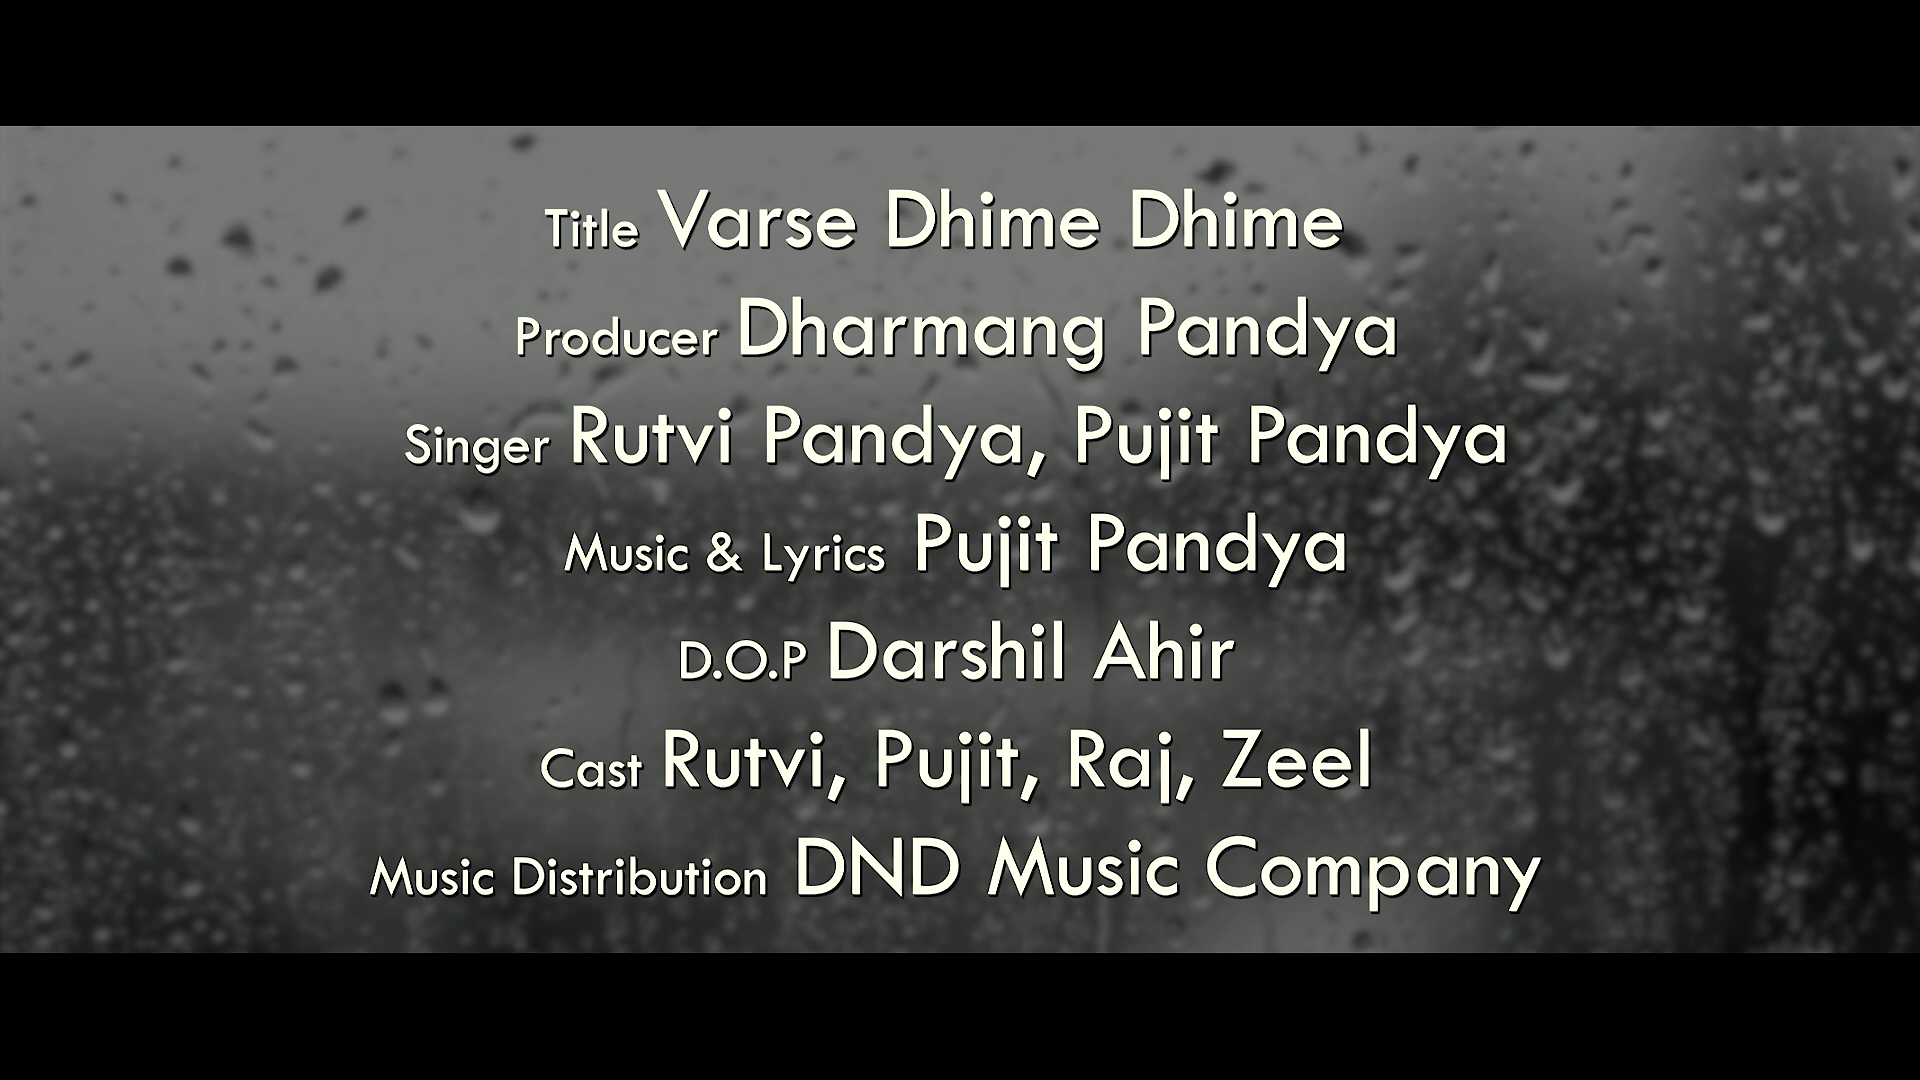 Title Varse Dhime Dhime
Producer Dharmang Pandya
Singer Rutvi Pandya, Pujit Pandya
Music & Lyrics Pujit Pandya
D.O.P Darshil Ahir
Cast Rutvi, Pujit, Raj, Zeel
Music Distribution DND Music Company